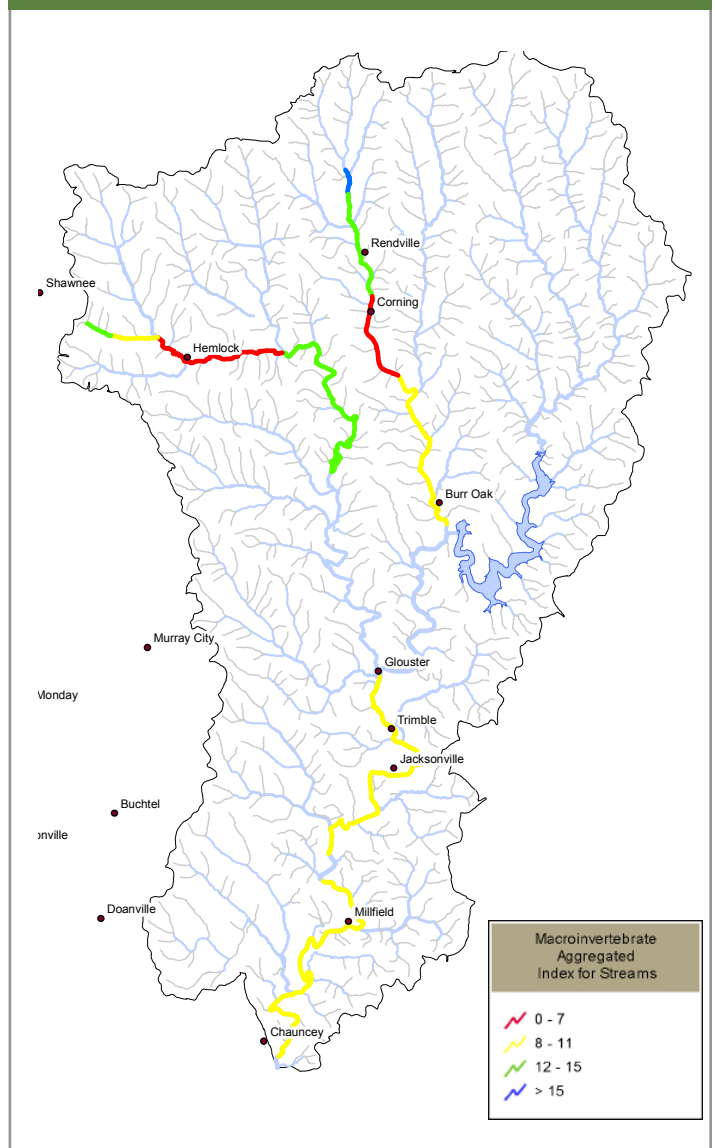 Rendville
Shawnee
Corning
Hemlock
Burr Oak
Murray City
Glouster
Monday
Trimble
Jacksonville
Buchtel
onville
Doanville
Millfield
Chauncey
Macroinvertebrate
Aggregated
Index for Streams
0 - 7
8 - 11
12 - 15
> 15